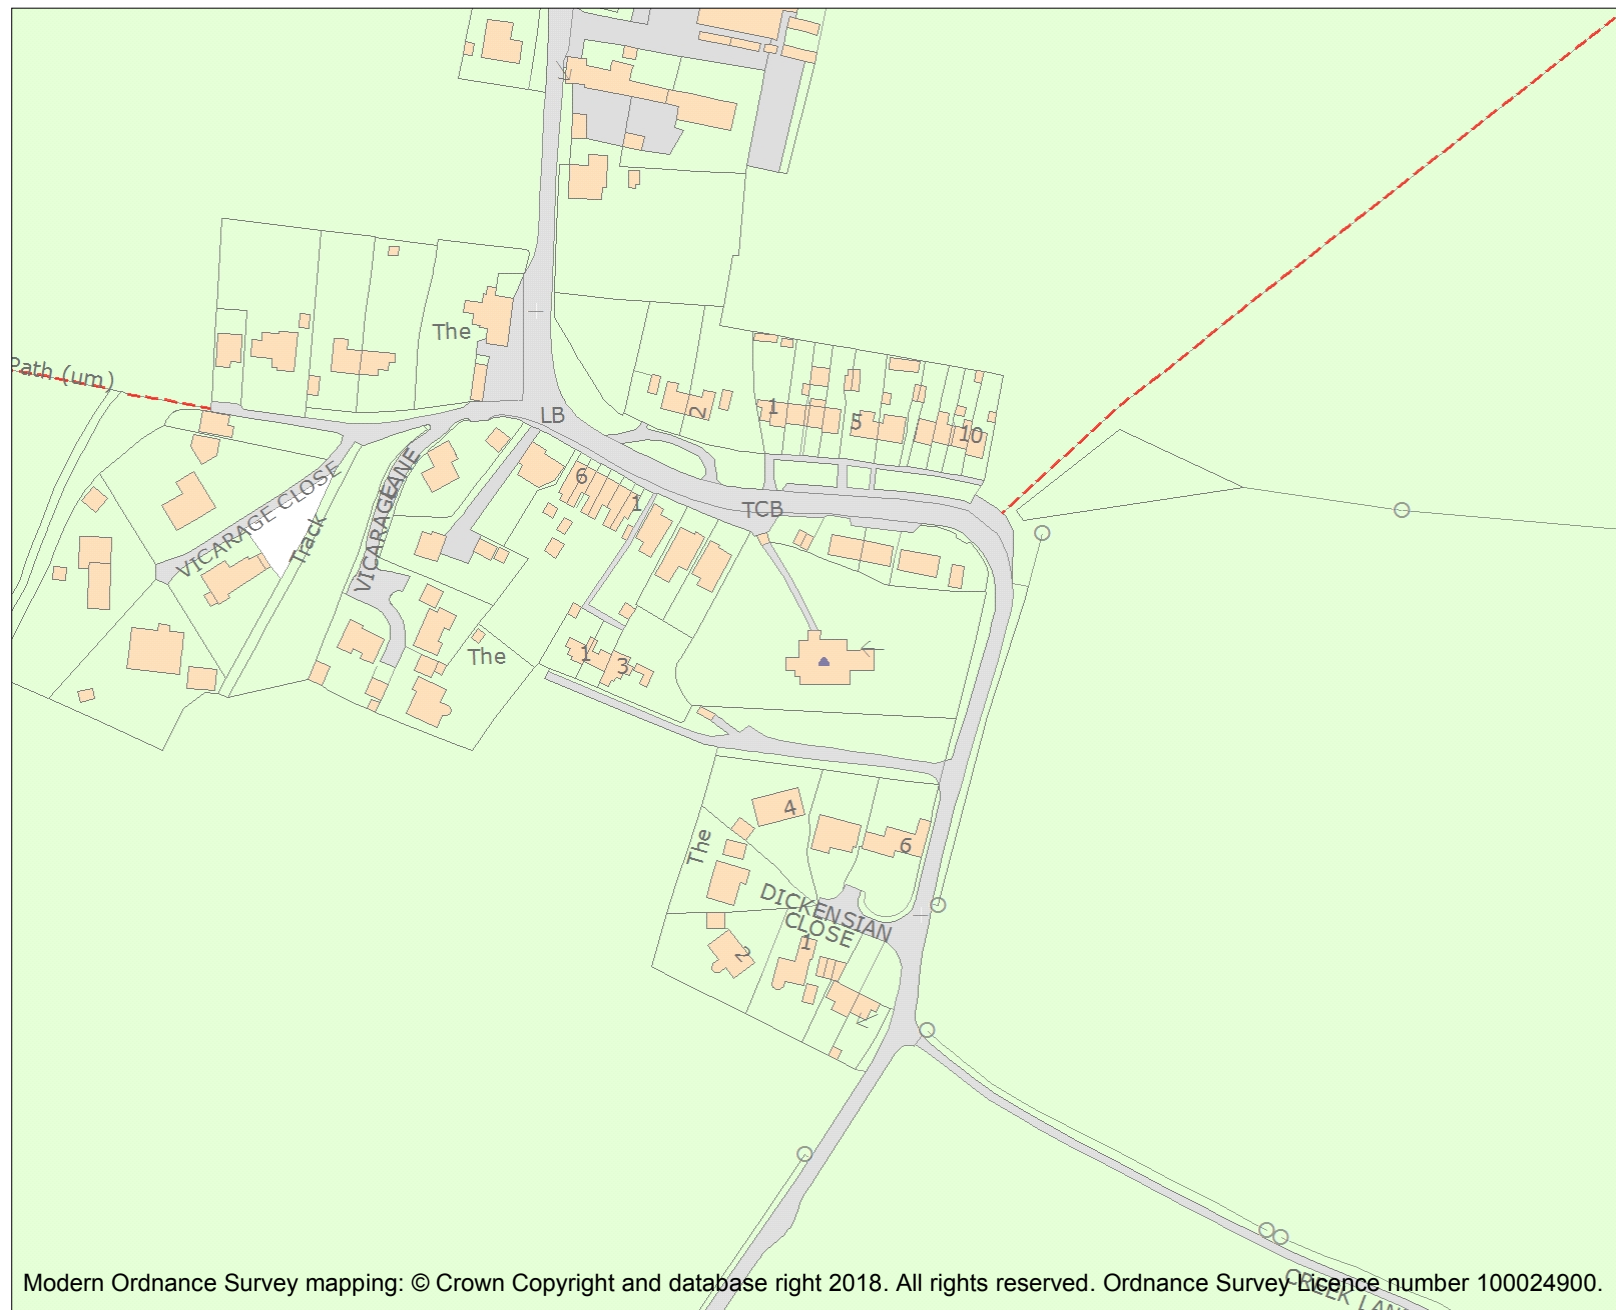 The
Path (um)
LB
2
1
5
10
VICARAGE CLOSE
Track
VICARAGE LANE
6
1
TCB
The
1
3
4
6
The
DICKENSIAN
CLOSE
1
2
Modern Ordnance Survey mapping: © Crown Copyright and database right 2018. All rights reserved. Ordnance Survey Licence number 100024900.
CREEK LANE